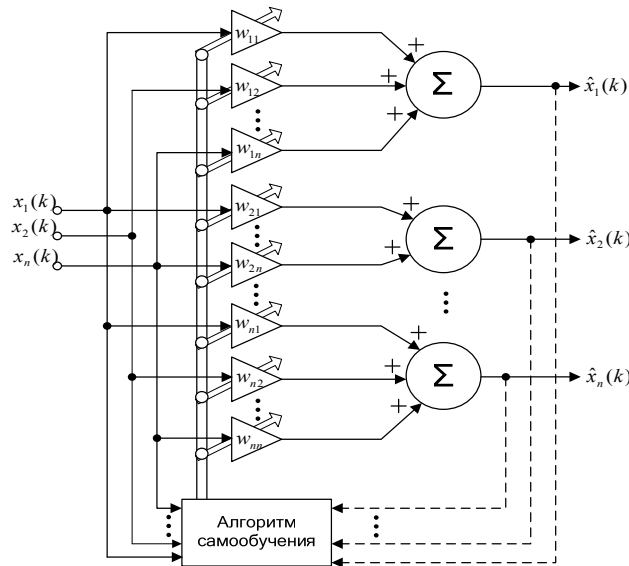 w₁₁
+
Σ
x̂₁(k)
w₁₂
+
+
w₁ₙ
x₁(k)
x₂(k)
xₙ(k)
w₂₁
+
Σ
x̂₂(k)
w₂ₙ
+
wₙ₁
+
Σ
x̂ₙ(k)
wₙ₂
+
+
wₙₙ
Алгоритм
самообучения